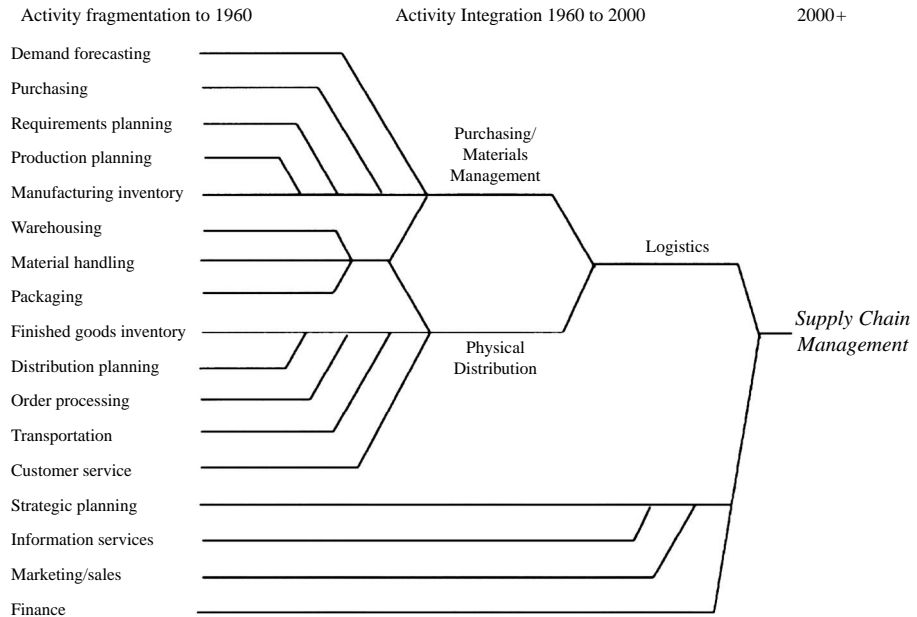 Activity fragmentation to 1960
Activity Integration 1960 to 2000
2000+
Demand forecasting
Purchasing
Requirements planning
Production planning
Manufacturing inventory
Warehousing
Material handling
Packaging
Finished goods inventory
Distribution planning
Order processing
Transportation
Customer service
Strategic planning
Information services
Marketing/sales
Finance
Purchasing/
Materials
Management
Physical
Distribution
Logistics
Supply Chain
Management